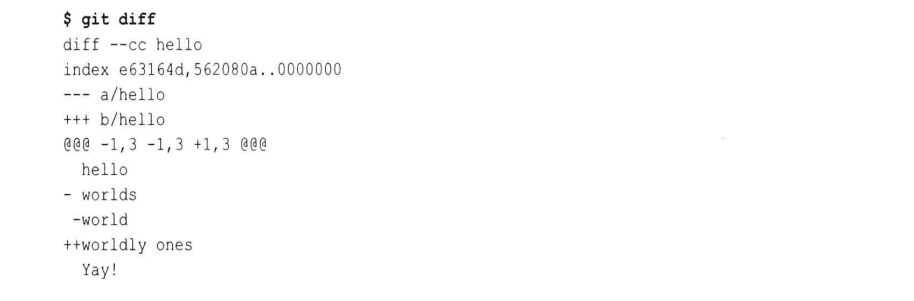 $ git diff
diff --cc hello
index e63164d,562080a..0000000
--- a/hello
+++ b/hello
@@@ -1,3 -1,3 +1,3 @@@
  hello
- worlds
 -world
++worldly ones
  Yay!